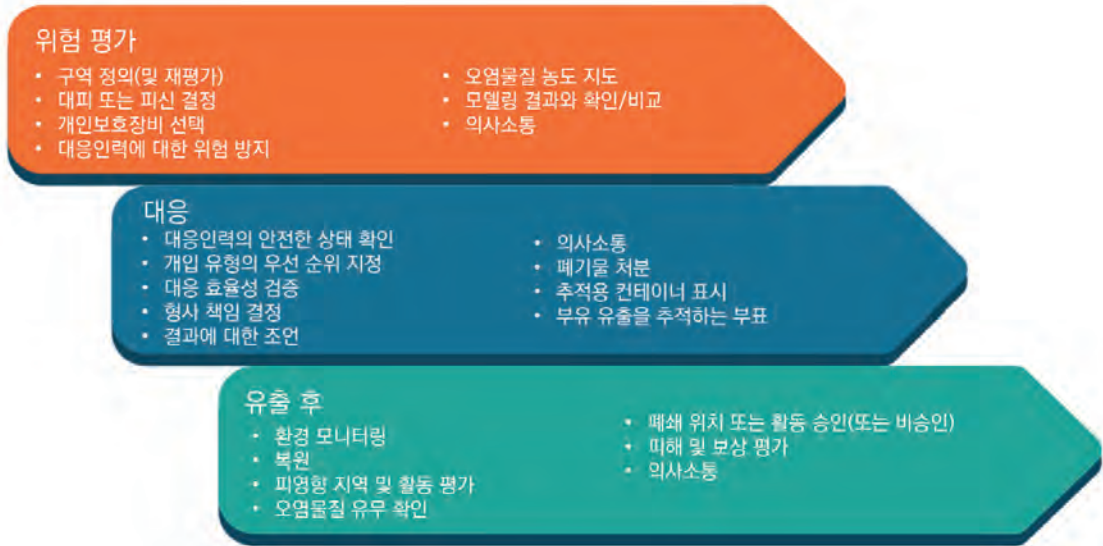 위험 평가
• 구역 정의(및 재평가)
• 대피 또는 피신 결정
• 개인보호장비 선택
• 대응인력에 대한 위험 방지
• 오염물질 농도 지도
• 모델링 결과와 확인/비교
• 의사소통
대응
• 대응인력의 안전한 상태 확인
• 개입 유형의 우선 순위 지정
• 대응 효율성 검증
• 형사 책임 결정
• 결과에 대한 조언
• 의사소통
• 폐기물 처분
• 추적용 컨테이너 표시
• 부유 유출을 추적하는 부표
유출 후
• 환경 모니터링
• 복원
• 피영향 지역 및 활동 평가
• 오염물질 유무 확인
• 폐쇄 위치 또는 활동 승인(또는 비승인)
• 피해 및 보상 평가
• 의사소통